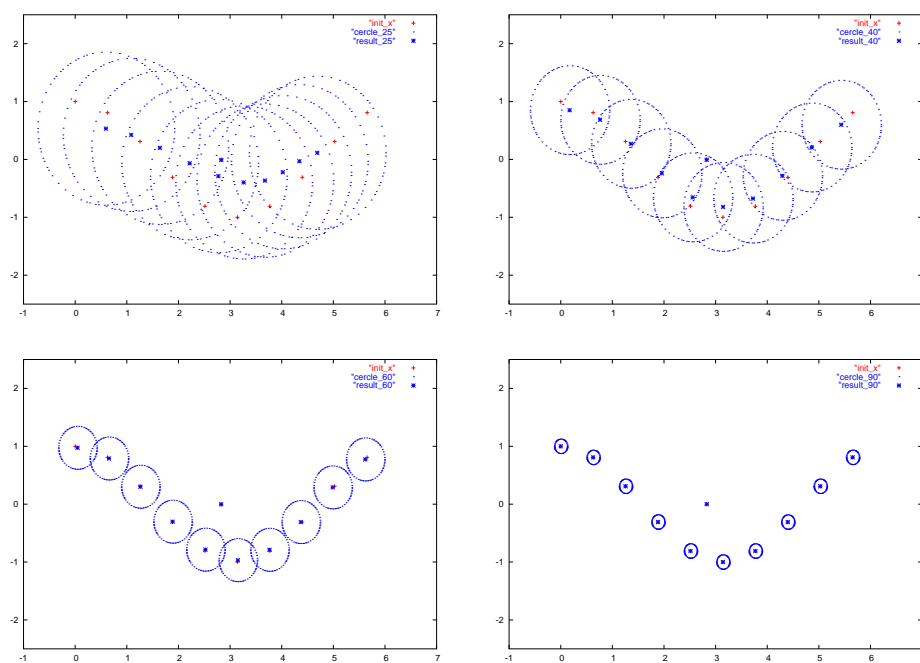 "init_x"
"cercle_25"
"result_25"
2
1
0
-1
-2
-1 0 1 2 3 4 5 6 7
"init_x"
"cercle_40"
"result_40"
2
1
0
-1
-2
-1 0 1 2 3 4 5 6 7
"init_x"
"cercle_60"
"result_60"
2
1
0
-1
-2
-1 0 1 2 3 4 5 6 7
"init_x"
"cercle_90"
"result_90"
2
1
0
-1
-2
-1 0 1 2 3 4 5 6 7